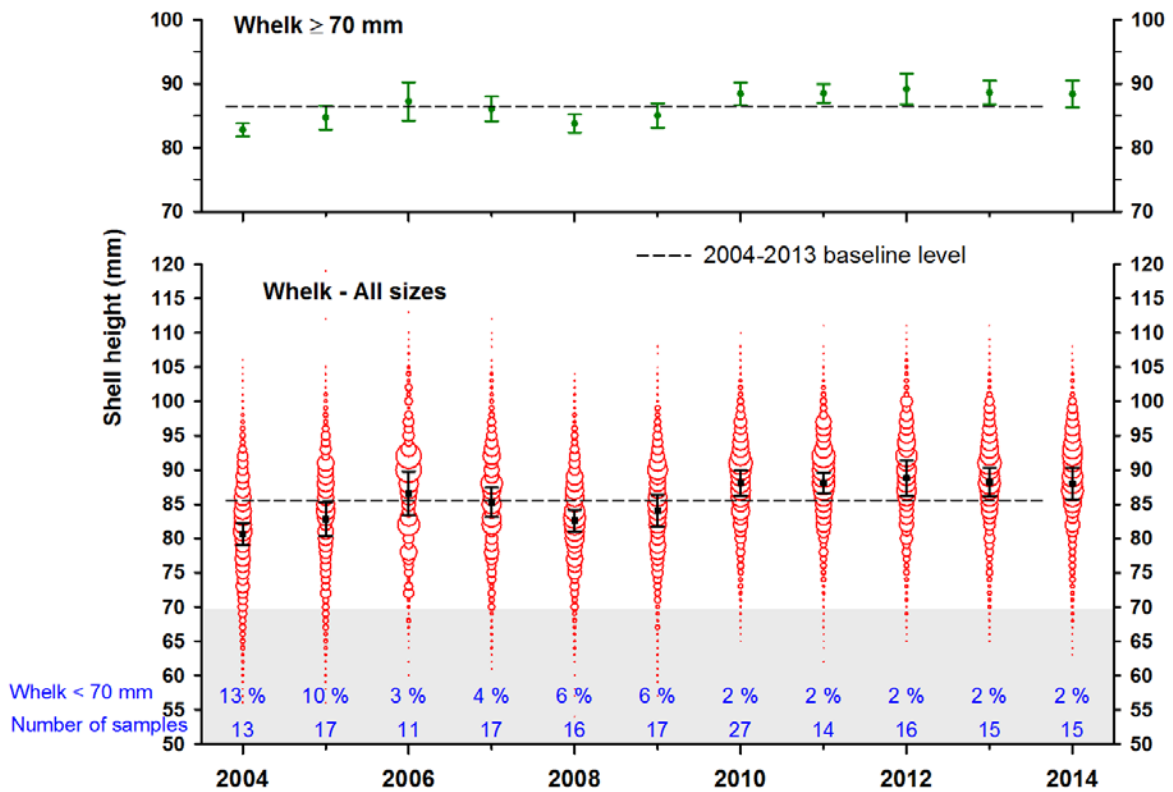 Whelk ≥ 70 mm
100 100
90 90
80 80
70 70
Shell height (mm)
2004-2013 baseline level
120 120
Whelk - All sizes
115 115
110 110
105 105
100 100
95 95
90 90
85 85
80 80
75 75
70 70
65 65
60 60
Whelk < 70 mm 13 % 10 % 3 % 4 % 6 % 6 % 2 % 2 % 2 % 2 % 2 %
55 55
Number of samples 13 17 11 17 16 17 27 14 16 15 15
50 50
2004 2006 2008 2010 2012 2014